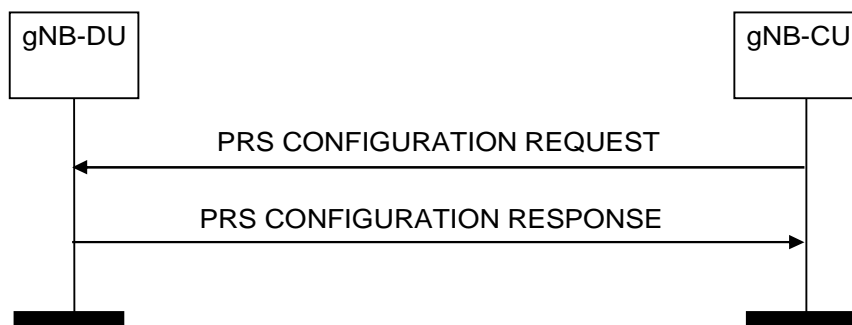 gNB-DU
gNB-CU
PRS CONFIGURATION REQUEST
PRS CONFIGURATION RESPONSE